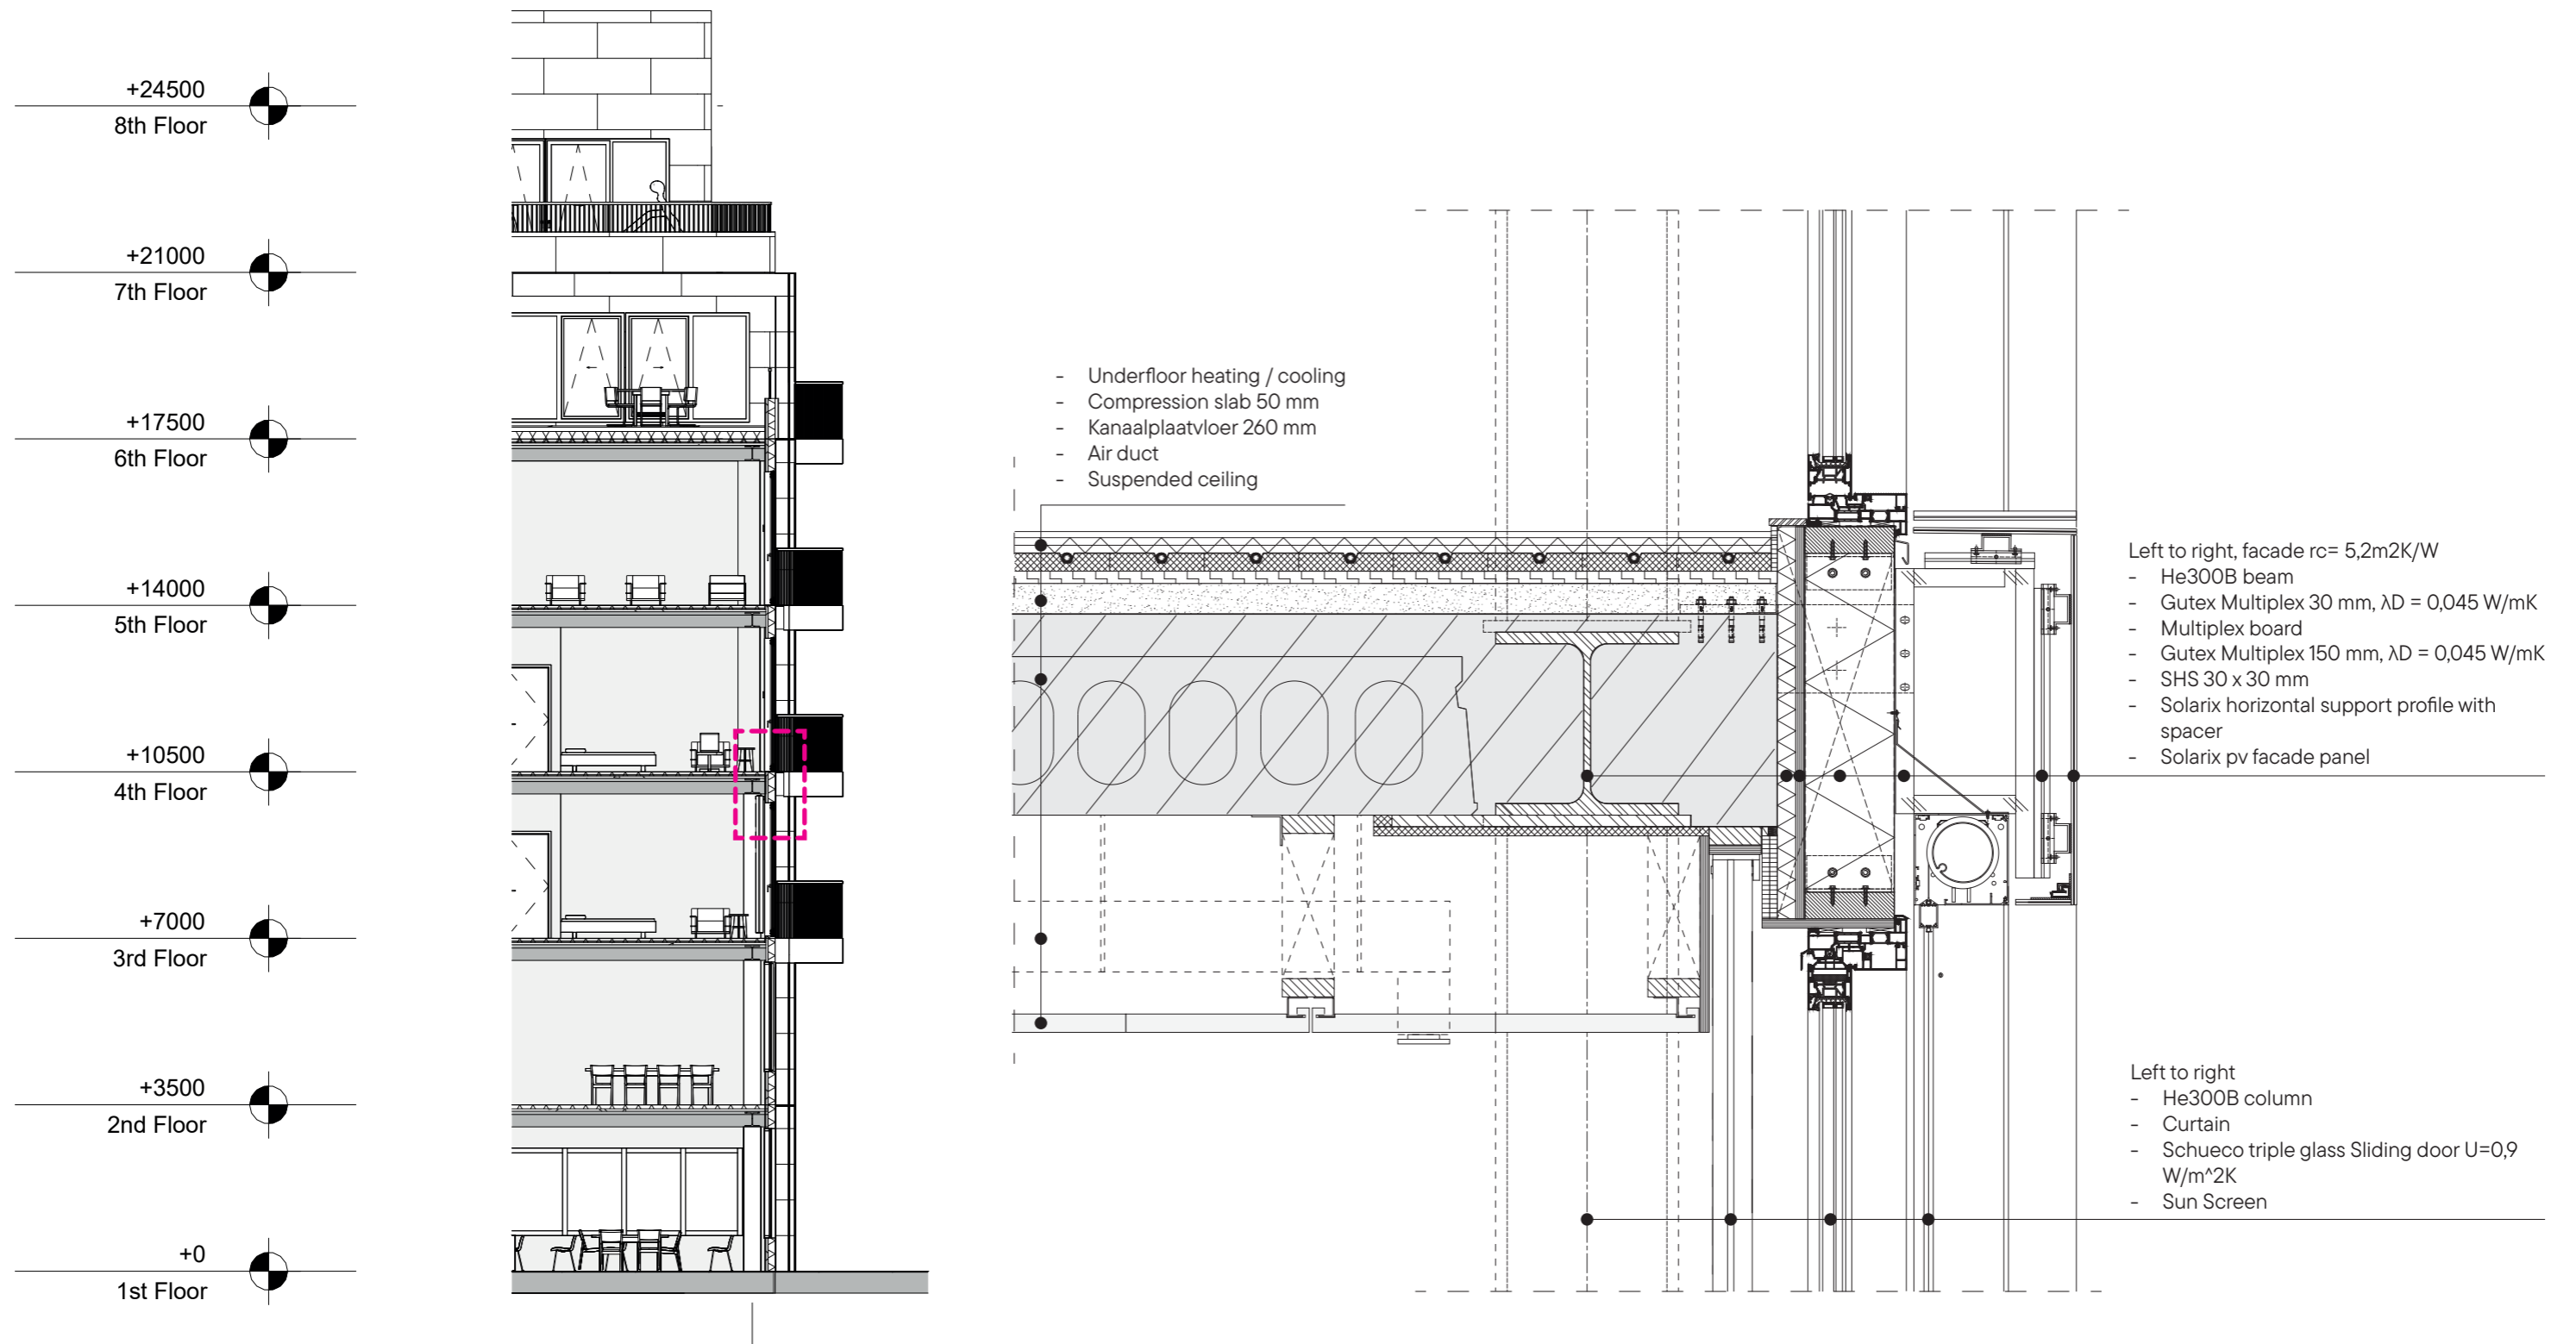 +24500
8th Floor
+21000
7th Floor
+17500
6th Floor
+14000
5th Floor
+10500
4th Floor
+7000
3rd Floor
+3500
2nd Floor
+0
1st Floor
- Underfloor heating / cooling
- Compression slab 50 mm
- Kanaalplaatvloer 260 mm
- Air duct
- Suspended ceiling
Left to right, facade rc= 5,2m2K/W
- He300B beam
- Gutex Multiplex 30 mm, λD = 0,045 W/mK
- Multiplex board
- Gutex Multiplex 150 mm, λD = 0,045 W/mK
- SHS 30 x 30 mm
- Solarix horizontal support profile with
spacer
- Solarix pv facade panel
Left to right
- He300B column
- Curtain
- Schueco triple glass Sliding door U=0,9
W/m^2K
- Sun Screen